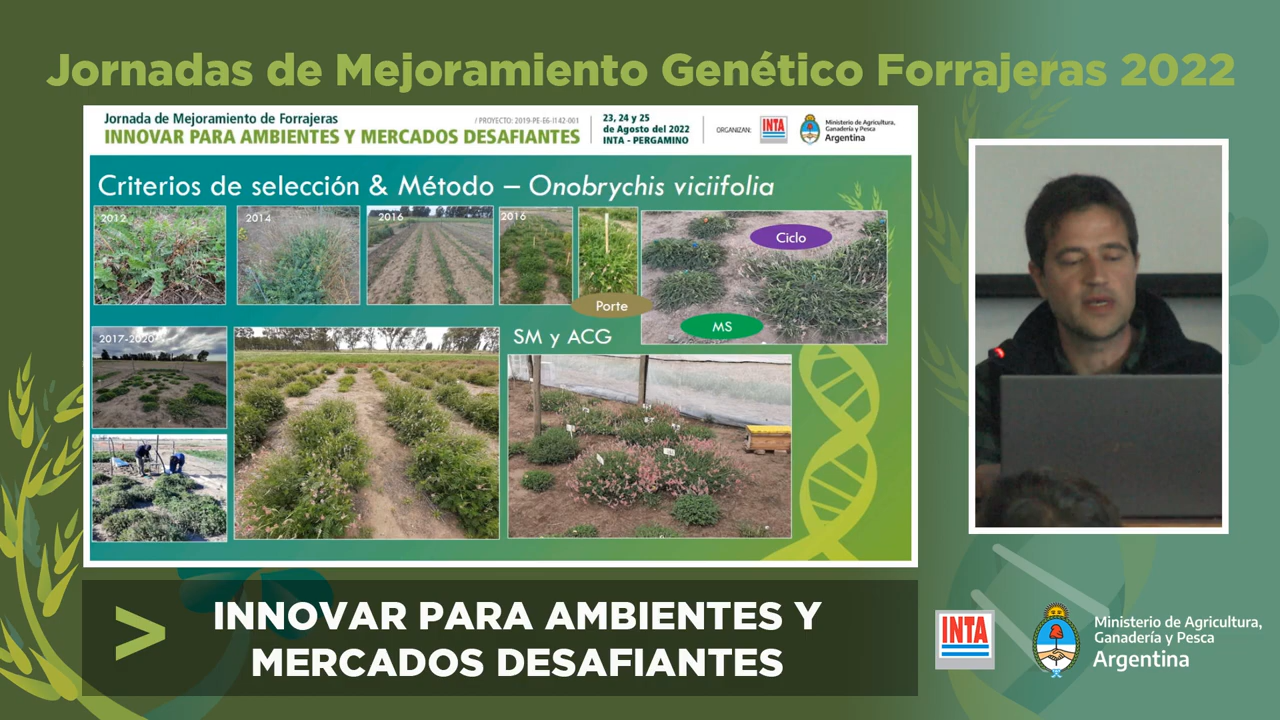 Jornadas de Mejoramiento Genético Forrajeras 2022
Jornada de Mejoramiento de Forrajeras
/ PROYECTO: 2019-PE-E6-I142-001
INNOVAR PARA AMBIENTES Y MERCADOS DESAFIANTES
23, 24 y 25
de Agosto del 2022
INTA - PERGAMINO
ORGANIZAN:
INTA
Ministerio de Agricultura,
Ganadería y Pesca
Argentina
Criterios de selección & Método – Onobrychis viciifolia
2012
2014
2016
2016
Ciclo
Porte
MS
2017-2020
SM y ACG
> INNOVAR PARA AMBIENTES Y
MERCADOS DESAFIANTES
INTA
Ministerio de Agricultura,
Ganadería y Pesca
Argentina